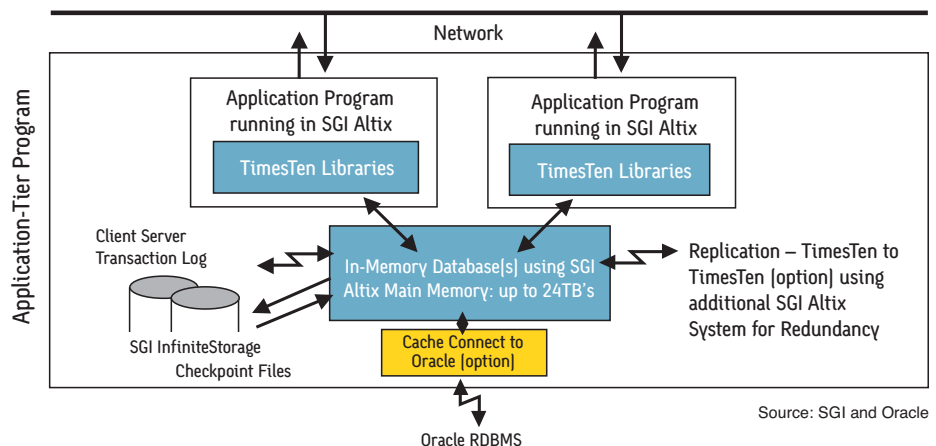 Network
Application-Tier Program
Application Program
running in SGI Altix
TimesTen Libraries
Application Program
running in SGI Altix
TimesTen Libraries
Client Server
Transaction Log
In-Memory Database(s) using SGI
Altix Main Memory: up to 24TB's
Replication – TimesTen to
TimesTen (option) using
additional SGI Altix
System for Redundancy
SGI InfiniteStorage
Checkpoint Files
Cache Connect to
Oracle (option)
Oracle RDBMS
Source: SGI and Oracle